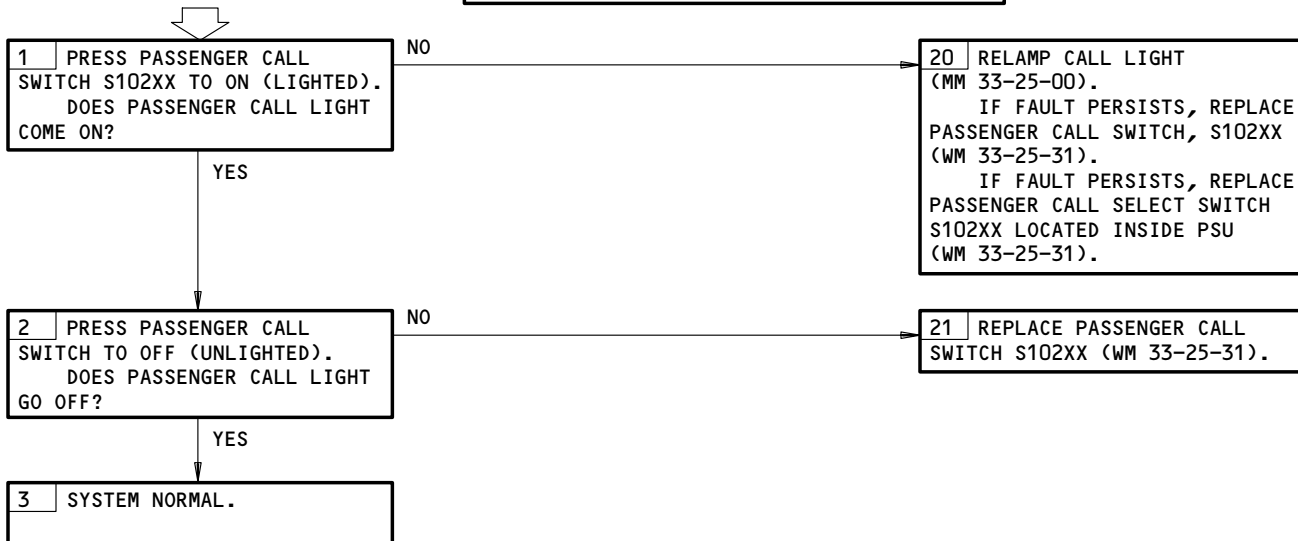 1 PRESS PASSENGER CALL
SWITCH S102XX TO ON (LIGHTED).
DOES PASSENGER CALL LIGHT
COME ON?
NO
20 RELAMP CALL LIGHT
(MM 33-25-00).
IF FAULT PERSISTS, REPLACE
PASSENGER CALL SWITCH, S102XX
(WM 33-25-31).
IF FAULT PERSISTS, REPLACE
PASSENGER CALL SELECT SWITCH
S102XX LOCATED INSIDE PSU
(WM 33-25-31).
YES
2 PRESS PASSENGER CALL
SWITCH TO OFF (UNLIGHTED).
DOES PASSENGER CALL LIGHT
GO OFF?
NO
21 REPLACE PASSENGER CALL
SWITCH S102XX (WM 33-25-31).
YES
3 SYSTEM NORMAL.